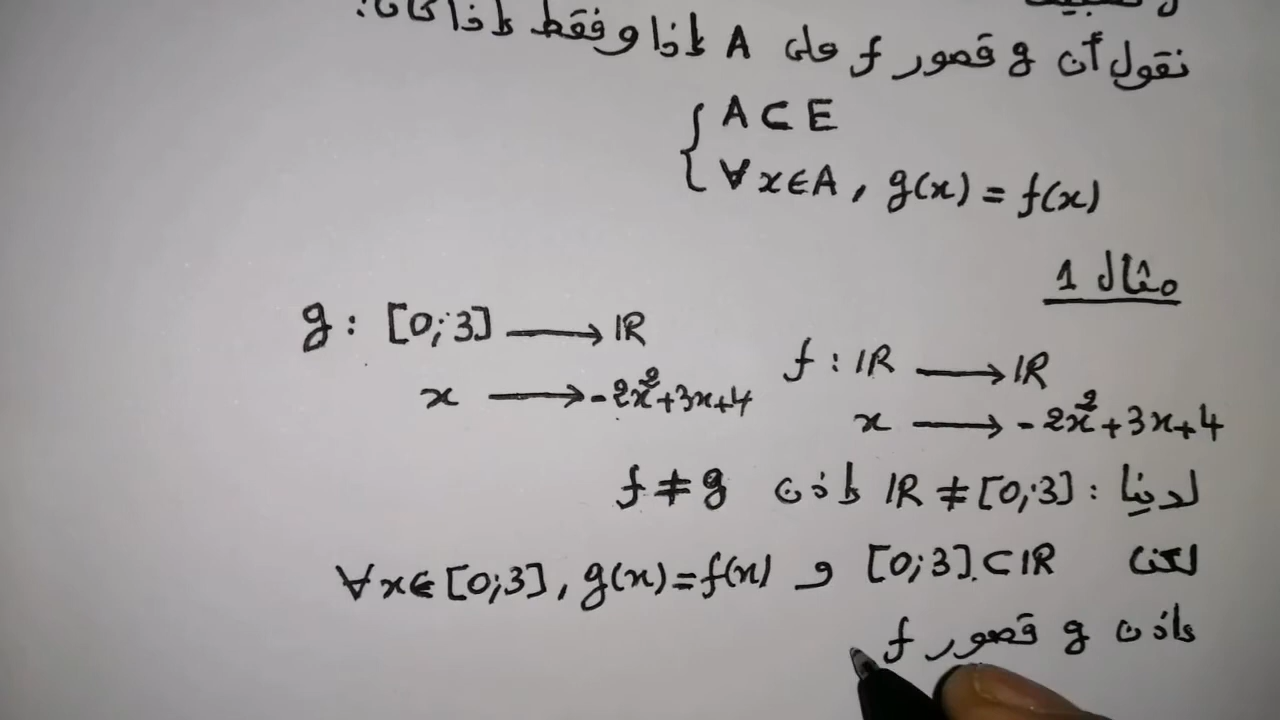 نقول أن g قصور f على A إذا وفقط إذا كان:
A ⊂ E
∀x∈A , g(x) = f(x)
مثال 1
f : IR ⟶ IR
x ⟶ -2x²+3x+4
g : [0;3] ⟶ IR
x ⟶ -2x²+3x+4
لدينا : IR ≠ [0;3] إذن f ≠ g
لكن [0;3] ⊂ IR و ∀x∈[0;3], g(x)=f(x)
إذن g قصور f